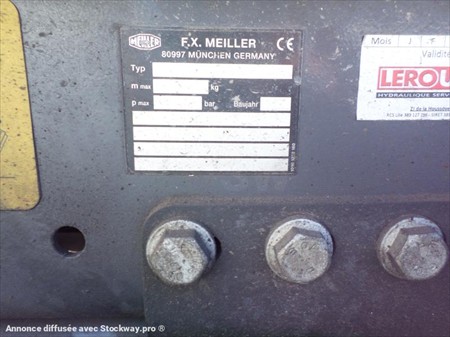 MEILLER
F.X. MEILLER CE
80997 MÜNCHEN GERMANY
Typ
m max kg
p max bar Baujahr
Mois
Validité
LEROU
HYDRAULIQUE SERV
Annonce diffusée avec Stockway.pro ®